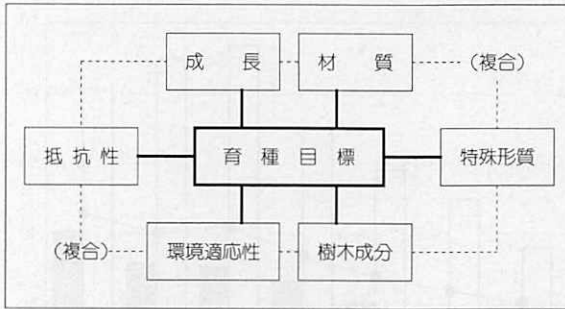 成長 材質 (複合)
抵抗性 育種目標 特殊形質
(複合) 環境適応性 樹木成分